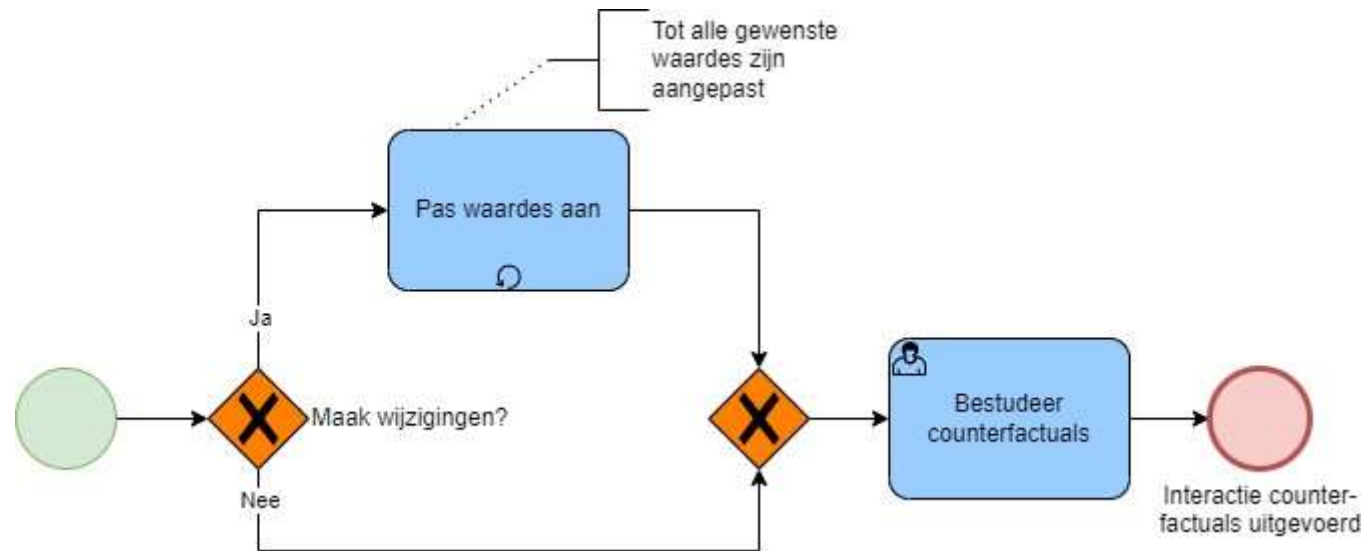 Tot alle gewenste
waardes zijn
aangepast
Pas waardes aan
Ja
Maak wijzigingen?
Nee
Bestudeer
counterfactuals
Interactie counter-
factuals uitgevoerd